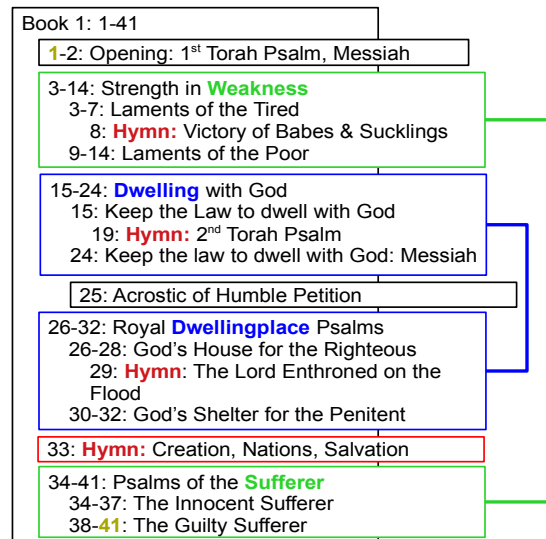 Book 1: 1-41
1-2: Opening: 1st Torah Psalm, Messiah
3-14: Strength in Weakness
3-7: Laments of the Tired
8: Hymn: Victory of Babes & Sucklings
9-14: Laments of the Poor
15-24: Dwelling with God
15: Keep the Law to dwell with God
19: Hymn: 2nd Torah Psalm
24: Keep the law to dwell with God: Messiah
25: Acrostic of Humble Petition
26-32: Royal Dwellingplace Psalms
26-28: God’s House for the Righteous
29: Hymn: The Lord Enthroned on the
Flood
30-32: God’s Shelter for the Penitent
33: Hymn: Creation, Nations, Salvation
34-41: Psalms of the Sufferer
34-37: The Innocent Sufferer
38-41: The Guilty Sufferer